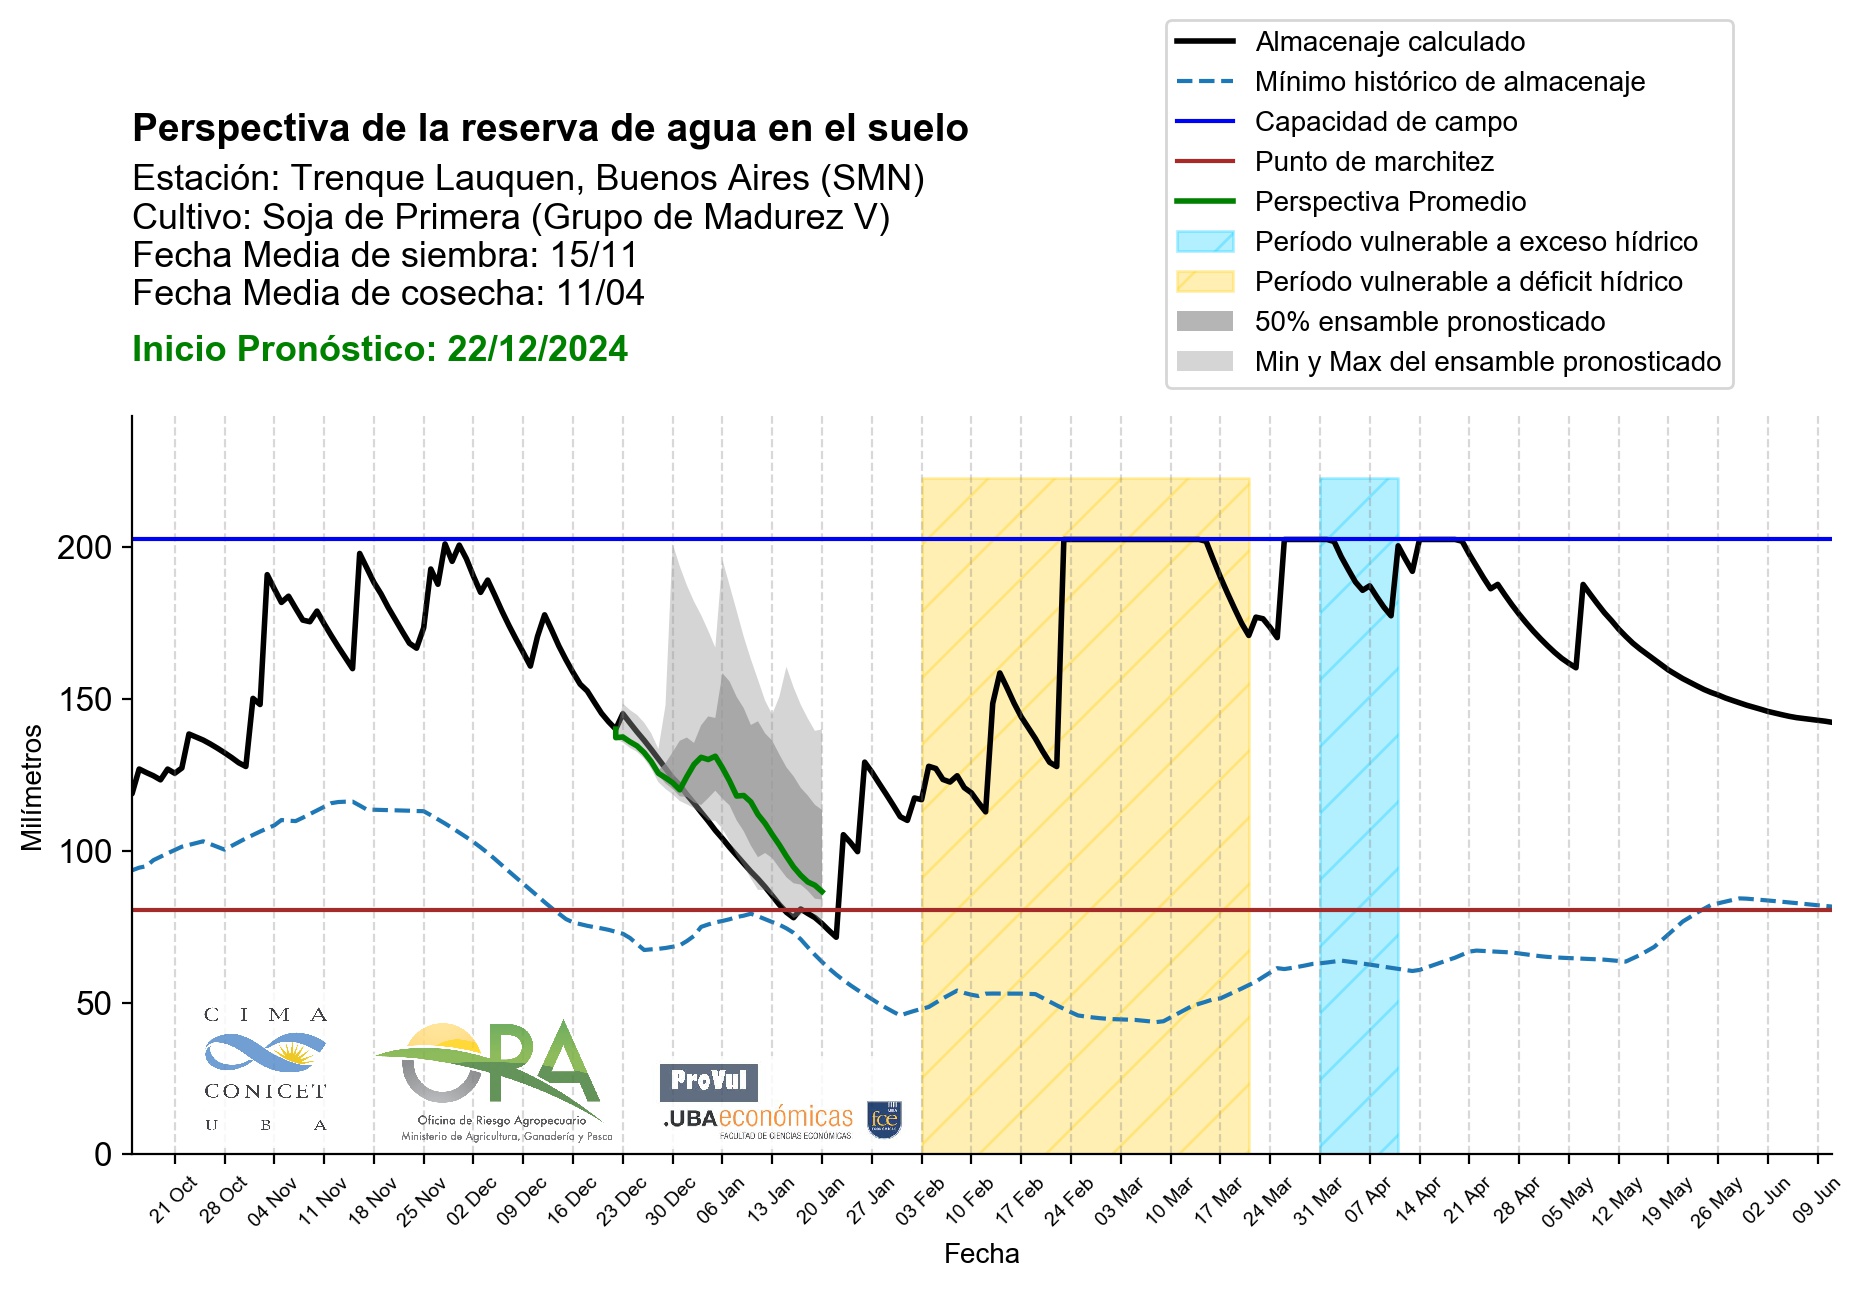 Almacenaje calculado
Mínimo histórico de almacenaje
Capacidad de campo
Punto de marchitez
Perspectiva Promedio
Período vulnerable a exceso hídrico
Período vulnerable a déficit hídrico
50% ensamble pronosticado
Min y Max del ensamble pronosticado
Perspectiva de la reserva de agua en el suelo
Estación: Trenque Lauquen, Buenos Aires (SMN)
Cultivo: Soja de Primera (Grupo de Madurez V)
Fecha Media de siembra: 15/11
Fecha Media de cosecha: 11/04
Inicio Pronóstico: 22/12/2024
Milímetros
200
150
100
50
0
CIMA
CONICET
UBA
ORA
Oficina de Riesgo Agropecuario
Ministerio de Agricultura, Ganadería y Pesca
ProVul
.UBAeconómicas
FACULTAD DE CIENCIAS ECONÓMICAS
UBA
fce
ECONÓMICAS
21 Oct
28 Oct
04 Nov
11 Nov
18 Nov
25 Nov
02 Dec
09 Dec
16 Dec
23 Dec
30 Dec
06 Jan
13 Jan
20 Jan
27 Jan
03 Feb
10 Feb
17 Feb
24 Feb
03 Mar
10 Mar
17 Mar
24 Mar
31 Mar
07 Apr
14 Apr
21 Apr
28 Apr
05 May
12 May
19 May
26 May
02 Jun
09 Jun
Fecha